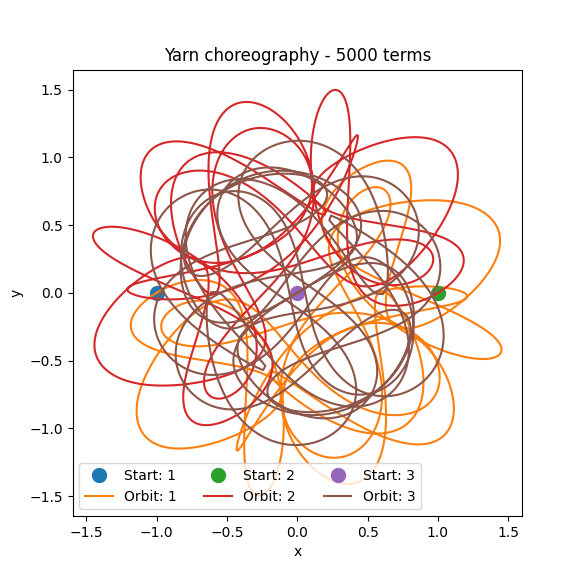 Yarn choreography - 5000 terms
1.5
1.0
0.5
0.0
−0.5
−1.0
−1.5
y
Start: 1 Start: 2 Start: 3
Orbit: 1 Orbit: 2 Orbit: 3
−1.5 −1.0 −0.5 0.0 0.5 1.0 1.5
x